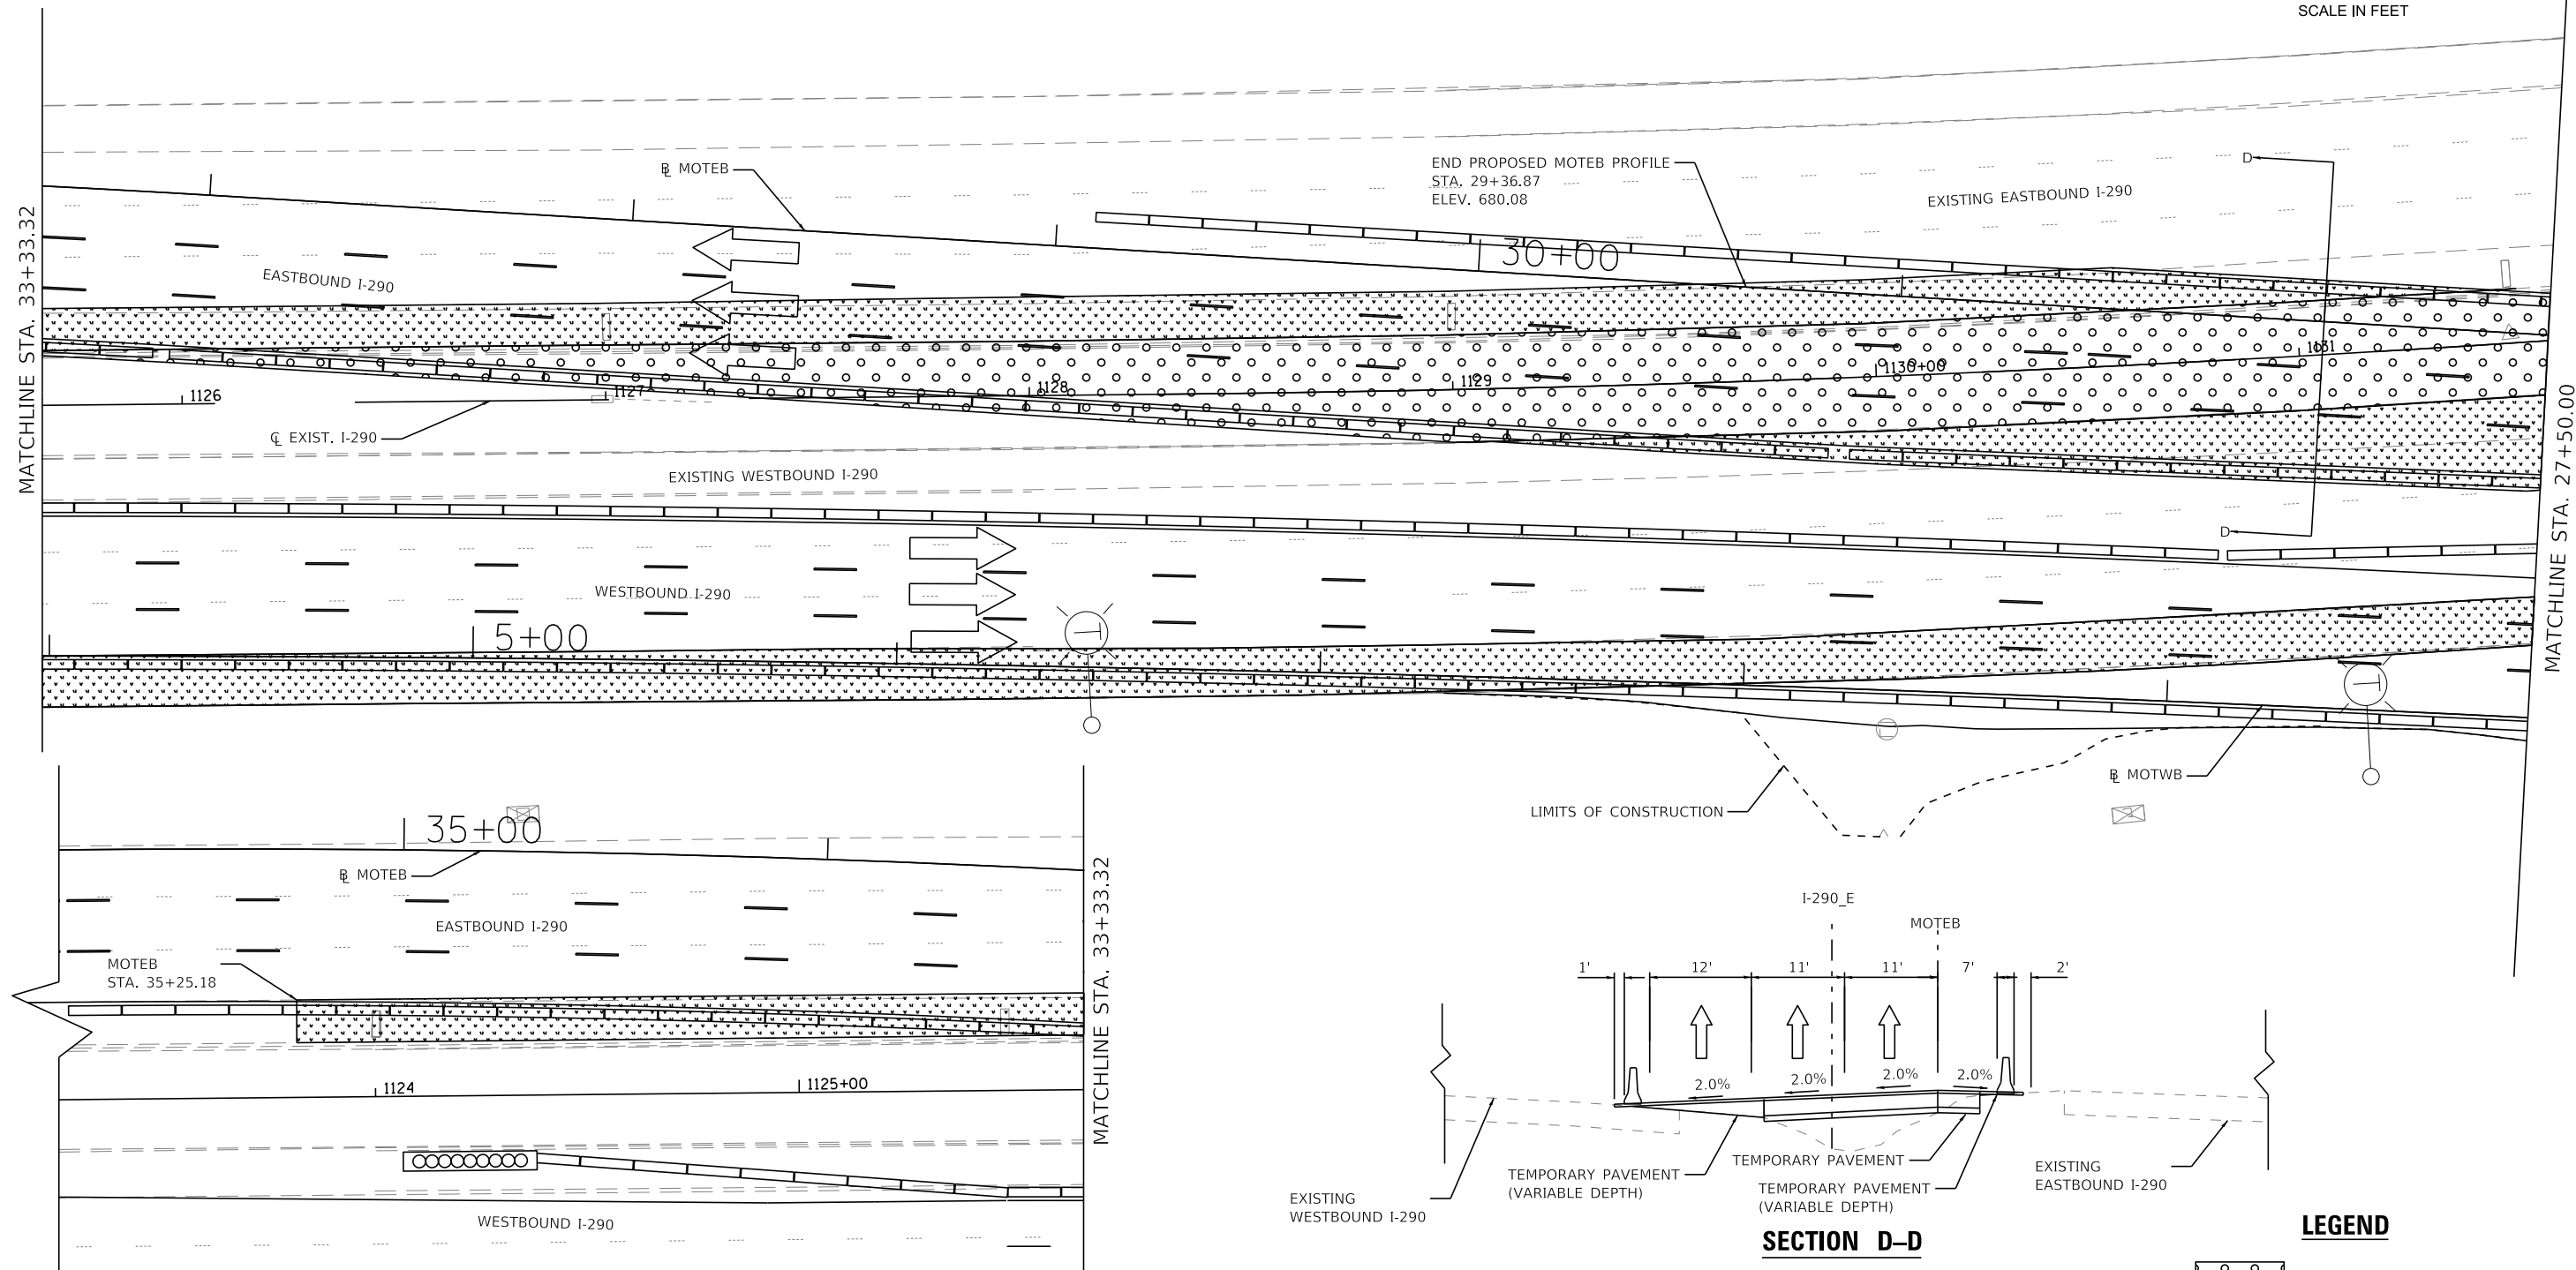 SCALE IN FEET
MATCHLINE STA. 33+33.32
℄ MOTEB
END PROPOSED MOTEB PROFILE
STA. 29+36.87
ELEV. 680.08
D
EXISTING EASTBOUND I-290
EASTBOUND I-290
30+00
1126
1127
1128
1129
1130+00
1131
℄ EXIST. I-290
EXISTING WESTBOUND I-290
D
MATCHLINE STA. 27+50.00
WESTBOUND I-290
5+00
LIMITS OF CONSTRUCTION
℄ MOTWB
35+00
℄ MOTEB
EASTBOUND I-290
MOTEB
STA. 35+25.18
MATCHLINE STA. 33+33.32
1124
1125+00
WESTBOUND I-290
I-290_E
MOTEB
1' 12' 11' 11' 7' 2'
2.0% 2.0% 2.0% 2.0%
EXISTING
WESTBOUND I-290
TEMPORARY PAVEMENT
(VARIABLE DEPTH)
TEMPORARY PAVEMENT
TEMPORARY PAVEMENT
(VARIABLE DEPTH)
EXISTING
EASTBOUND I-290
SECTION D–D
LEGEND